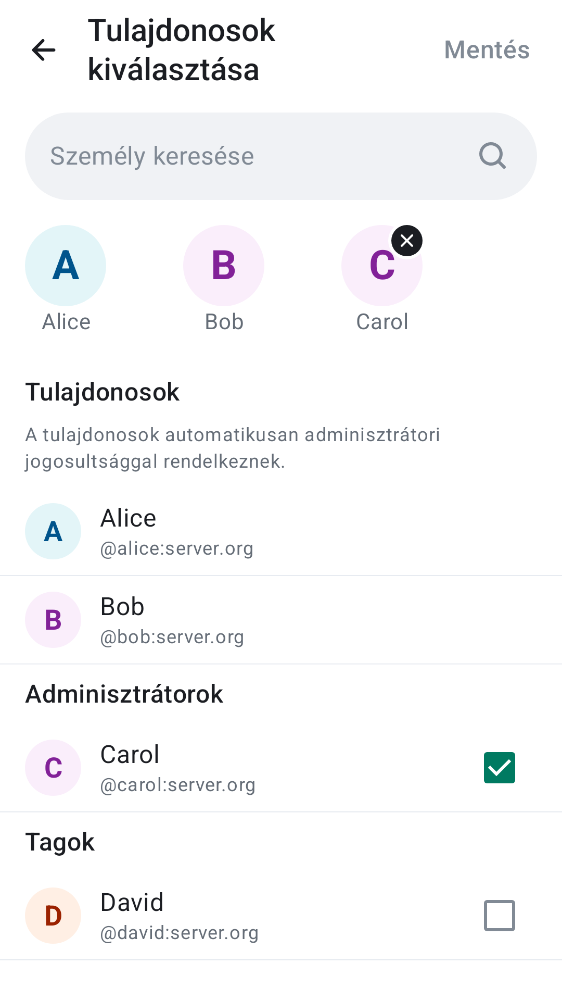 Tulajdonosok
kiválasztása
Mentés
Személy keresése
A
B
C
Alice
Bob
Carol
Tulajdonosok
A tulajdonosok automatikusan adminisztrátori
jogosultsággal rendelkeznek.
A
Alice
@alice:server.org
B
Bob
@bob:server.org
Adminisztrátorok
C
Carol
@carol:server.org
Tagok
D
David
@david:server.org